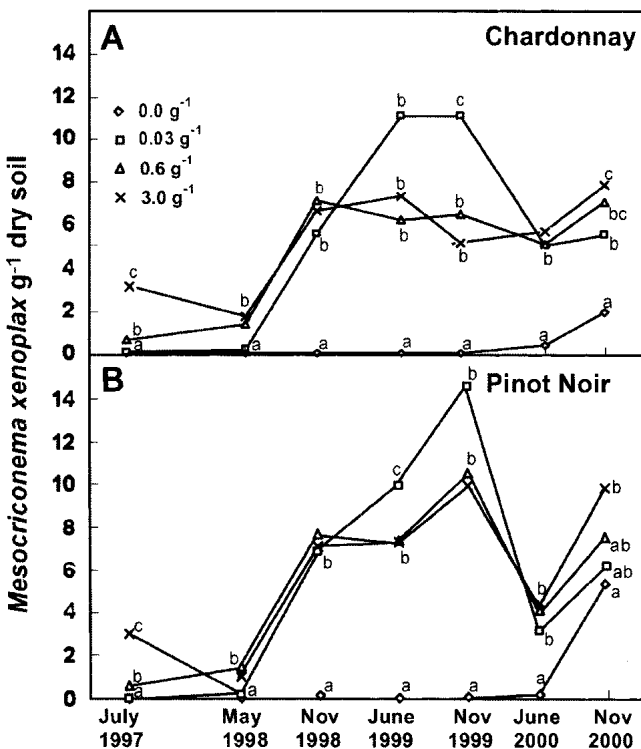 A
Chardonnay
14
12
10
8
6
4
2
0
0.0 g⁻¹
0.03 g⁻¹
0.6 g⁻¹
3.0 g⁻¹
b
c
b
b
b
b
b
b
c
bc
b
b
c
b
a
b
a
a
a
a
a
a
Mesocriconema xenoplax g⁻¹ dry soil
B
Pinot Noir
14
12
10
8
6
4
2
0
b
c
b
b
b
b
b
b
ab
ab
a
c
b
a
b
a
a
a
a
a
July 1997
May 1998
Nov 1998
June 1999
Nov 1999
June 2000
Nov 2000